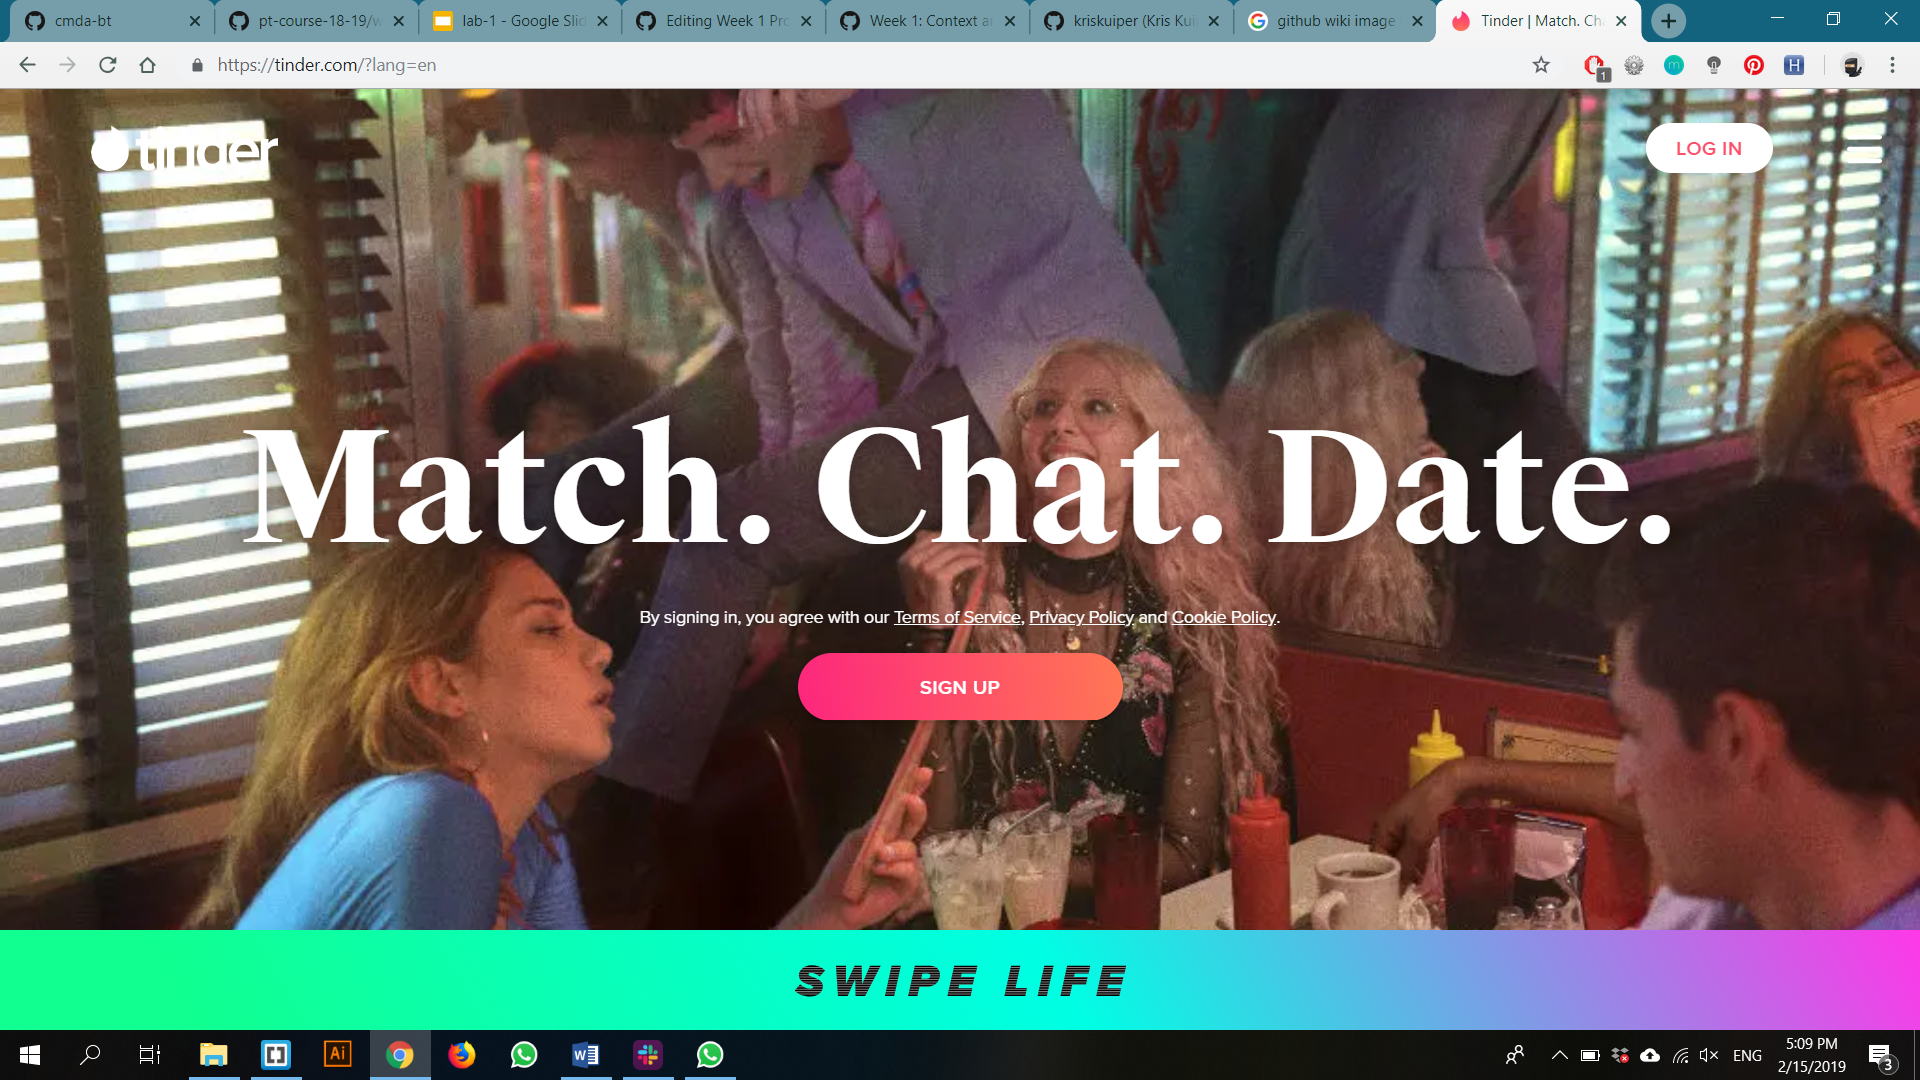 cmda-bt
pt-course-18-19/w
lab-1 - Google Slid
Editing Week 1 Pro
Week 1: Context a
kriskuiper (Kris Kui
github wiki image
Tinder | Match. Ch
https://tinder.com/?lang=en
1
m
H
tinder
LOG IN
Match. Chat. Date.
By signing in, you agree with our Terms of Service, Privacy Policy and Cookie Policy.
SIGN UP
SWIPE LIFE
Ai
ENG
5:09 PM
2/15/2019
3